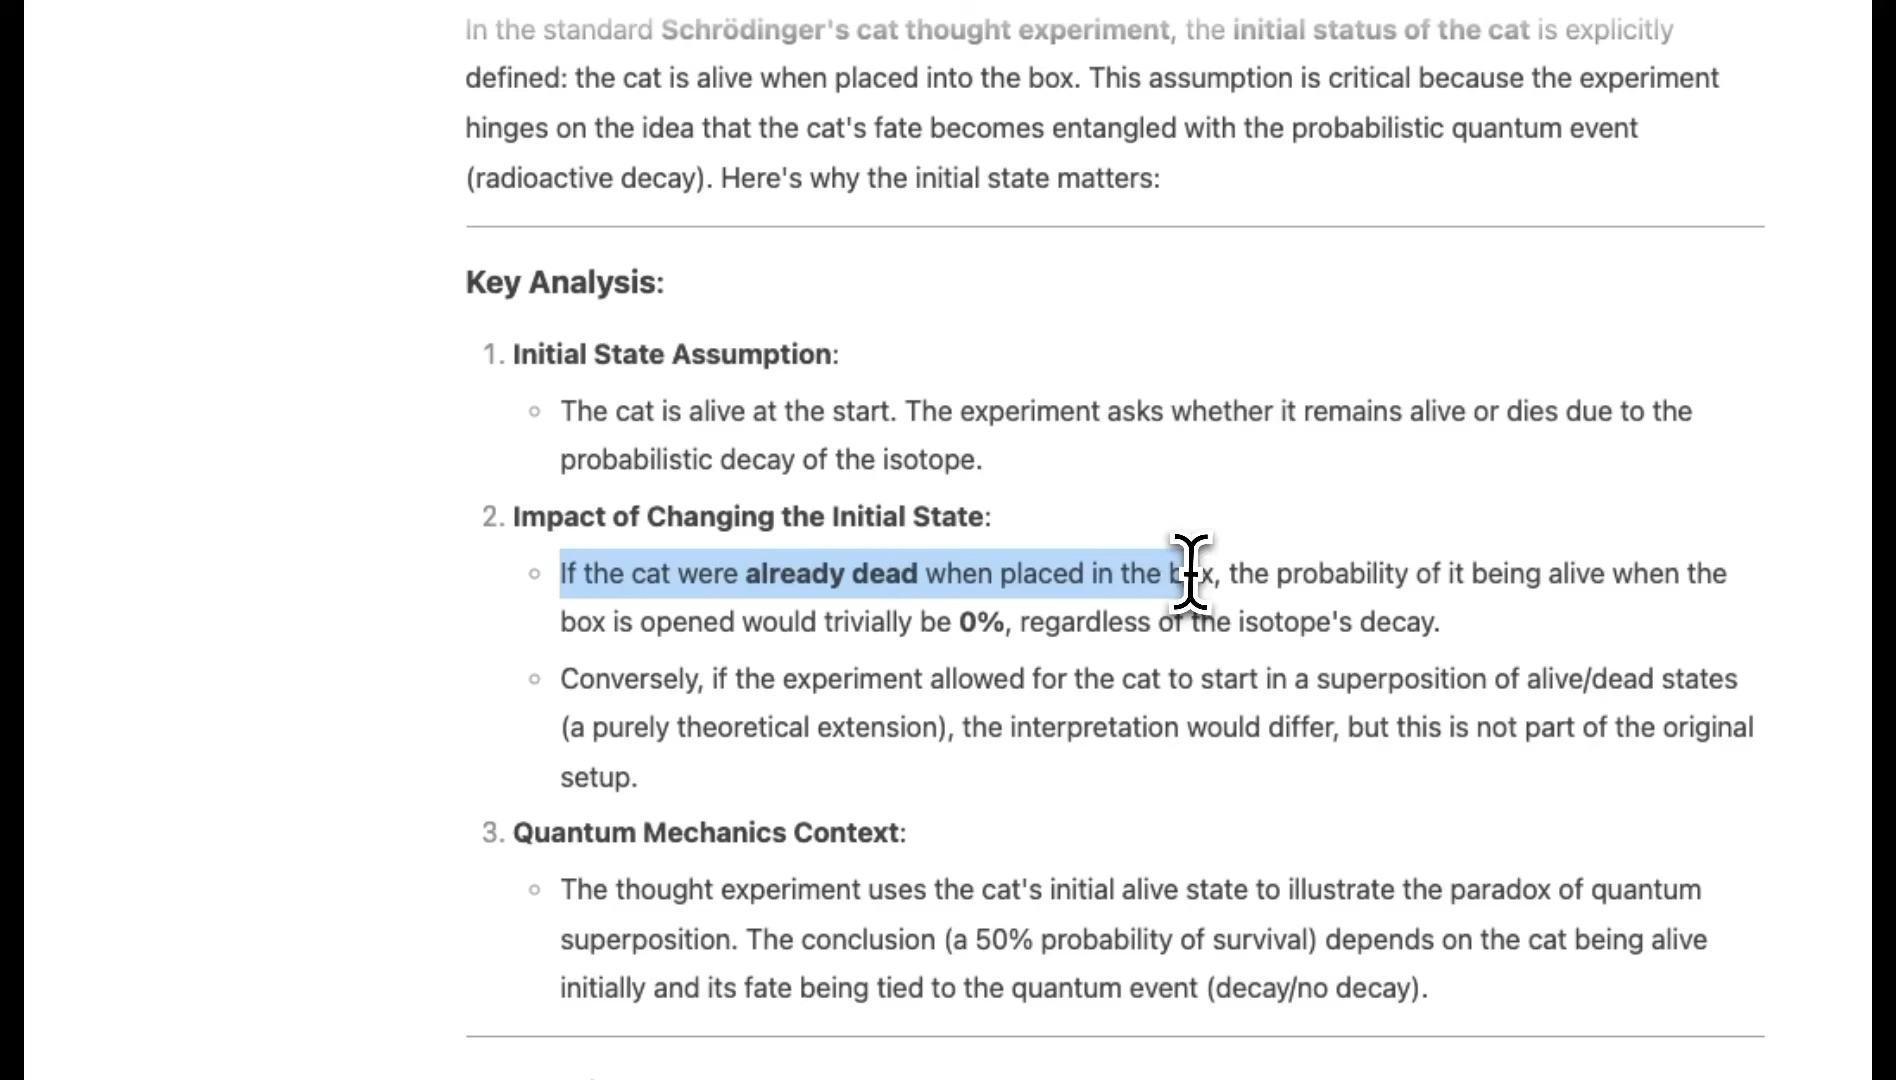 In the standard Schrödinger's cat thought experiment, the initial status of the cat is explicitly
defined: the cat is alive when placed into the box. This assumption is critical because the experiment
hinges on the idea that the cat's fate becomes entangled with the probabilistic quantum event
(radioactive decay). Here's why the initial state matters:
Key Analysis:
1. Initial State Assumption:
The cat is alive at the start. The experiment asks whether it remains alive or dies due to the
probabilistic decay of the isotope.
2. Impact of Changing the Initial State:
If the cat were already dead when placed in the box, the probability of it being alive when the
box is opened would trivially be 0%, regardless of the isotope's decay.
Conversely, if the experiment allowed for the cat to start in a superposition of alive/dead states
(a purely theoretical extension), the interpretation would differ, but this is not part of the original
setup.
3. Quantum Mechanics Context:
The thought experiment uses the cat's initial alive state to illustrate the paradox of quantum
superposition. The conclusion (a 50% probability of survival) depends on the cat being alive
initially and its fate being tied to the quantum event (decay/no decay).